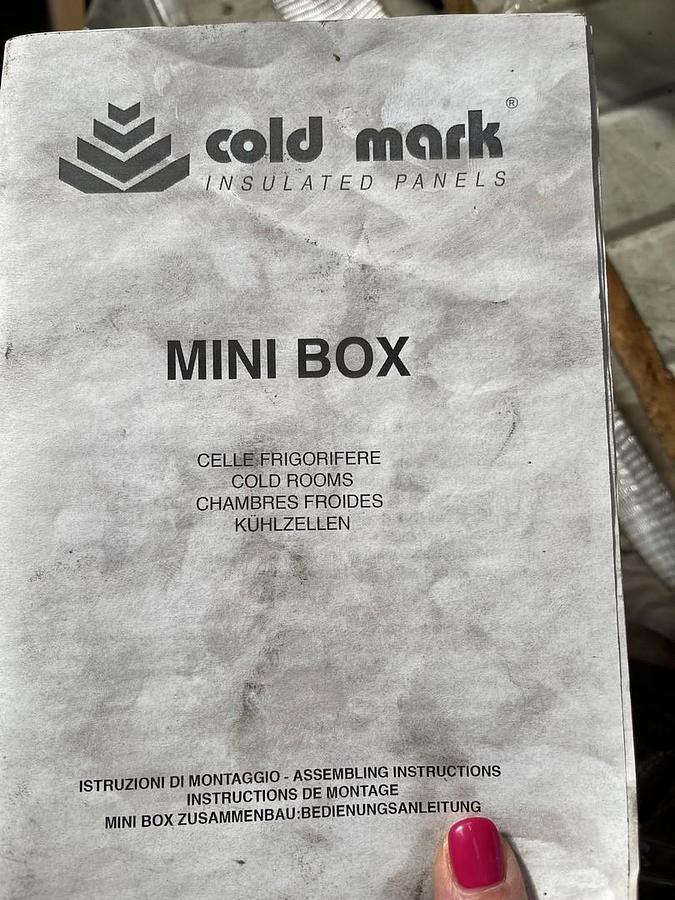 cold mark ®
INSULATED PANELS
MINI BOX
CELLE FRIGORIFERE
COLD ROOMS
CHAMBRES FROIDES
KÜHLZELLEN
ISTRUZIONI DI MONTAGGIO - ASSEMBLING INSTRUCTIONS
INSTRUCTIONS DE MONTAGE
MINI BOX ZUSAMMENBAU:BEDIENUNGSANLEITUNG